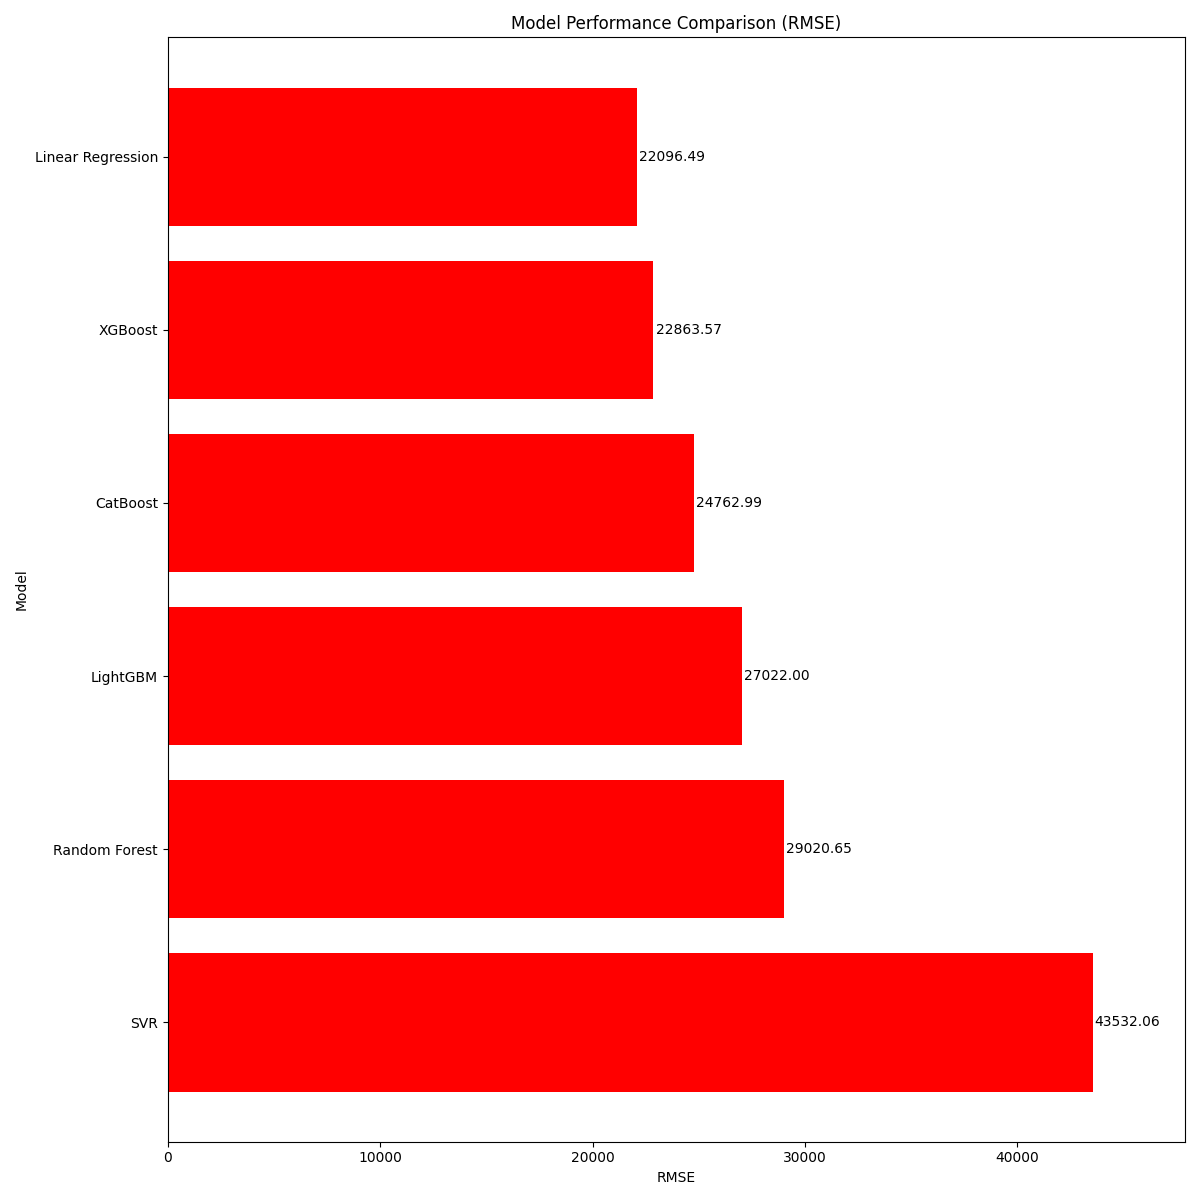 Model Performance Comparison (RMSE)
Linear Regression
22096.49
XGBoost
22863.57
CatBoost
24762.99
Model
LightGBM
27022.00
Random Forest
29020.65
SVR
43532.06
0 10000 20000 30000 40000
RMSE